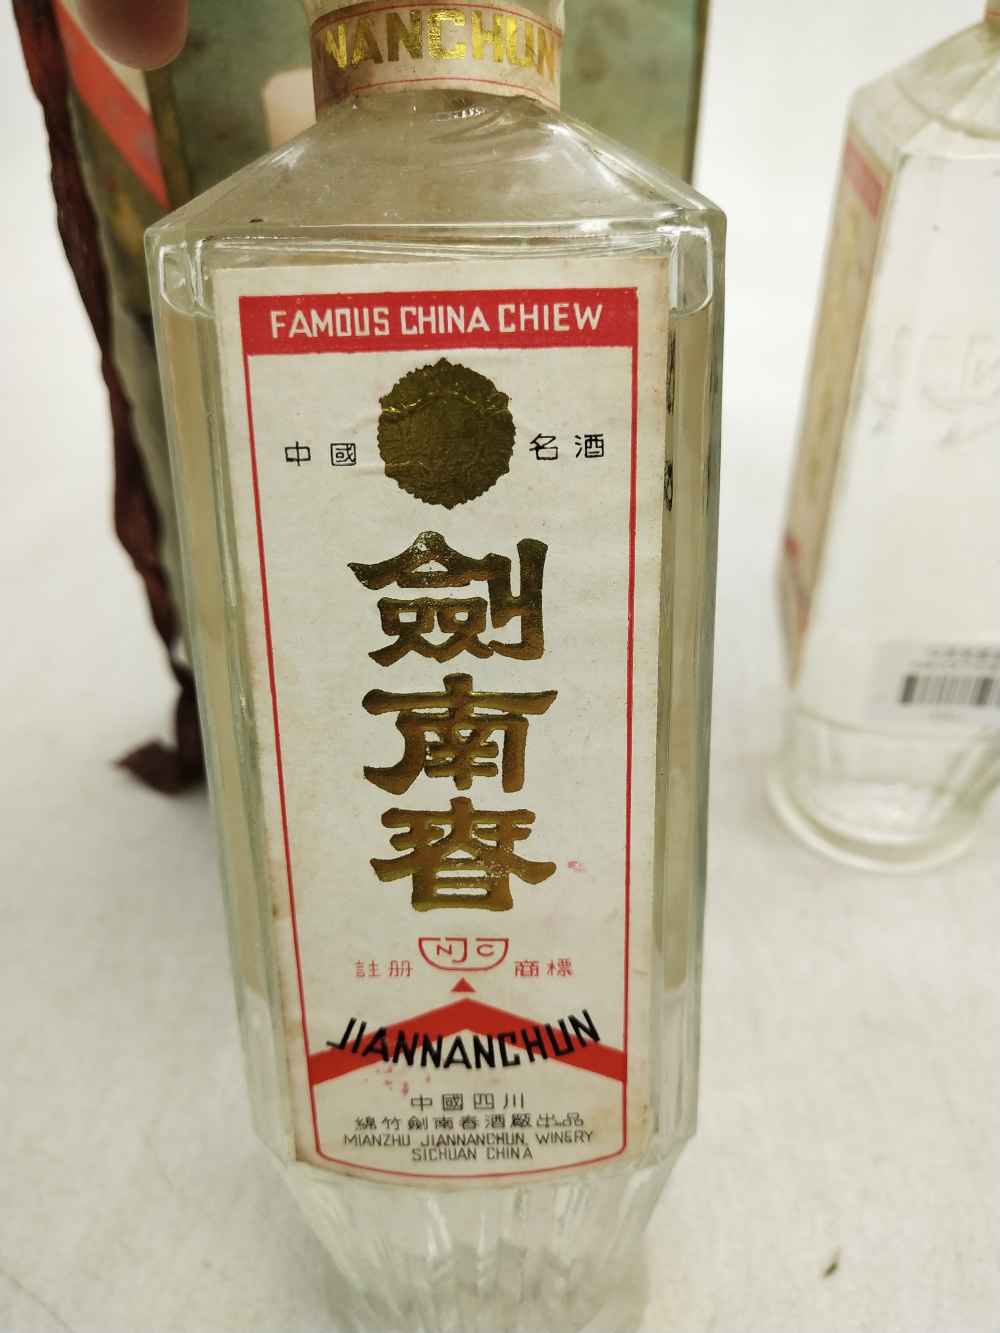 NANCHUN
FAMOUS CHINA CHIEW
中國 名酒
劍南春
註册 NJC 商標
JIANNANCHUN
中國四川
綿竹劍南春酒厰出品
MIANZHU JIANNANCHUN. WINERY
SICHUAN CHINA